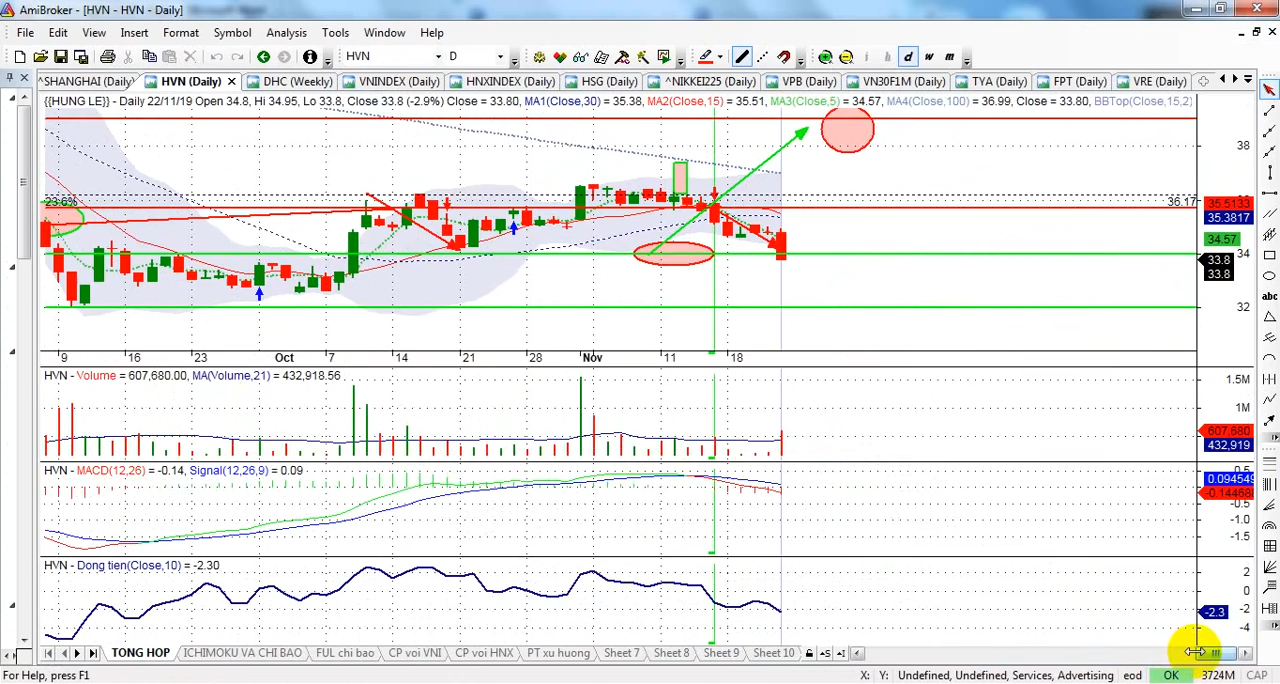 AmiBroker - [HVN - HVN - Daily]
File Edit View Insert Format Symbol Analysis Tools Window Help
HVN D d w m
^SHANGHAI (Daily) HVN (Daily) × DHC (Weekly) VNINDEX (Daily) HNXINDEX (Daily) HSG (Daily) ^NIKKEI225 (Daily) VPB (Daily) VN30F1M (Daily) TYA (Daily) FPT (Daily) VRE (Daily)
{{HUNG LE}} - Daily 22/11/19 Open 34.8, Hi 34.95, Lo 33.8, Close 33.8 (-2.9%) Close = 33.80, MA1(Close,30) = 35.38, MA2(Close,15) = 35.51, MA3(Close,5) = 34.57, MA4(Close,100) = 36.99, Close = 33.80, BBTop(Close,15,2)
38
23.6%
36.17
35.5133
35.3817
34.57
34
33.8
33.8
32
9 16 23 Oct 7 14 21 28 Nov 11 18
HVN - Volume = 607,680.00, MA(Volume,21) = 432,918.56
1.5M
1M
607,680
432,919
HVN - MACD(12,26) = -0.14, Signal(12,26,9) = 0.09
0.5
0.094549
-0.14468
-0.5
-1.0
-1.5
HVN - Dong tien(Close,10) = -2.30
2
0
-2
-2.3
-4
TONG HOP ICHIMOKU VA CHI BAO FUL chi bao CP voi VNI CP voi HNX PT xu huong Sheet 7 Sheet 8 Sheet 9 Sheet 10
abc
For Help, press F1 X: Y: Undefined, Undefined, Services, Advertising eod OK 3724M CAP